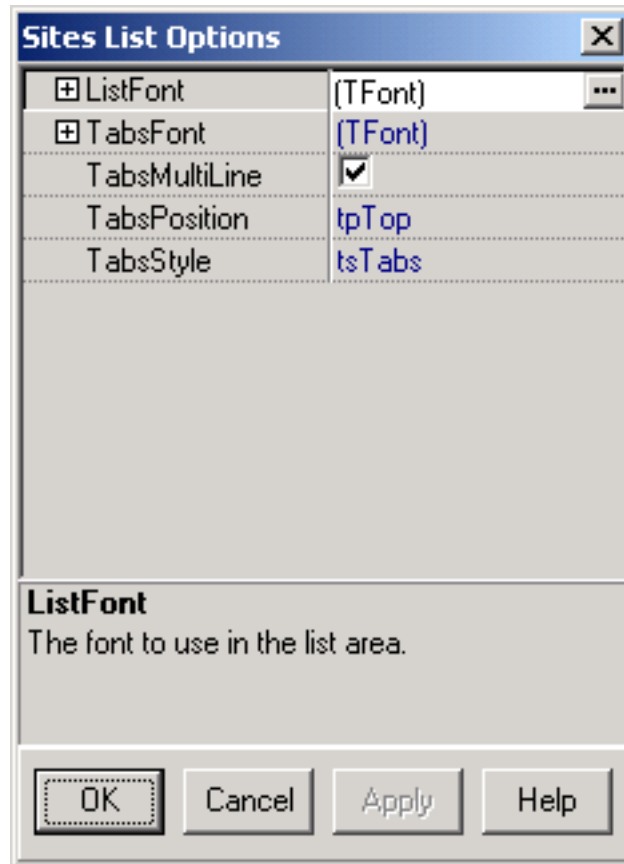 Sites List Options
ListFont (TFont) ...
TabsFont (TFont)
TabsMultiLine
TabsPosition tpTop
TabsStyle tsTabs
ListFont
The font to use in the list area.
OK Cancel Apply Help